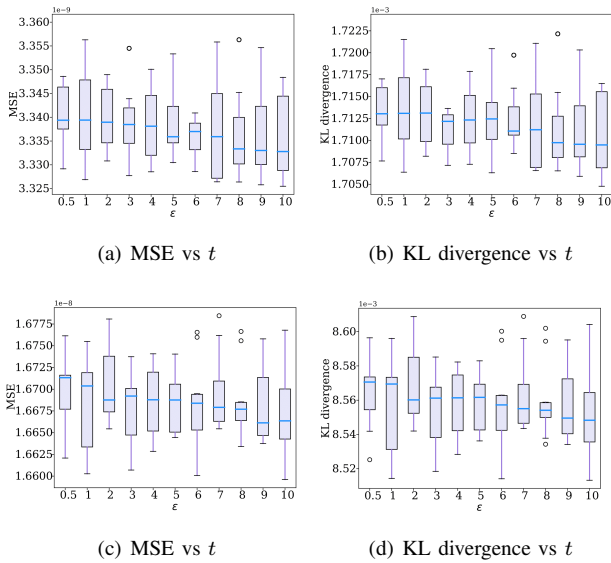 1e−9
3.360
3.355
3.350
3.345
3.340
3.335
3.330
3.325
MSE
0.5 1 2 3 4 5 6 7 8 9 10
ε
(a) MSE vs t
1e−3
1.7225
1.7200
1.7175
1.7150
1.7125
1.7100
1.7075
1.7050
KL divergence
0.5 1 2 3 4 5 6 7 8 9 10
ε
(b) KL divergence vs t
1e−8
1.6775
1.6750
1.6725
1.6700
1.6675
1.6650
1.6625
1.6600
MSE
0.5 1 2 3 4 5 6 7 8 9 10
ε
(c) MSE vs t
1e−3
8.60
8.58
8.56
8.54
8.52
KL divergence
0.5 1 2 3 4 5 6 7 8 9 10
ε
(d) KL divergence vs t